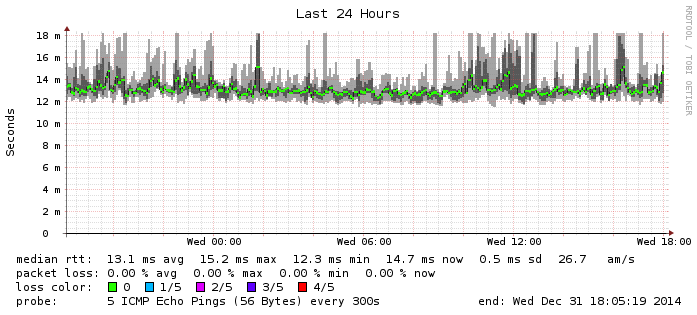 Last 24 Hours
RRDTOOL / TOBI OETIKER
Seconds
18 m
16 m
14 m
12 m
10 m
8 m
6 m
4 m
2 m
0
Wed 00:00 Wed 06:00 Wed 12:00 Wed 18:00
median rtt: 13.1 ms avg 15.2 ms max 12.3 ms min 14.7 ms now 0.5 ms sd 26.7 am/s
packet loss: 0.00 % avg 0.00 % max 0.00 % min 0.00 % now
loss color: 0 1/5 2/5 3/5 4/5
probe: 5 ICMP Echo Pings (56 Bytes) every 300s end: Wed Dec 31 18:05:19 2014